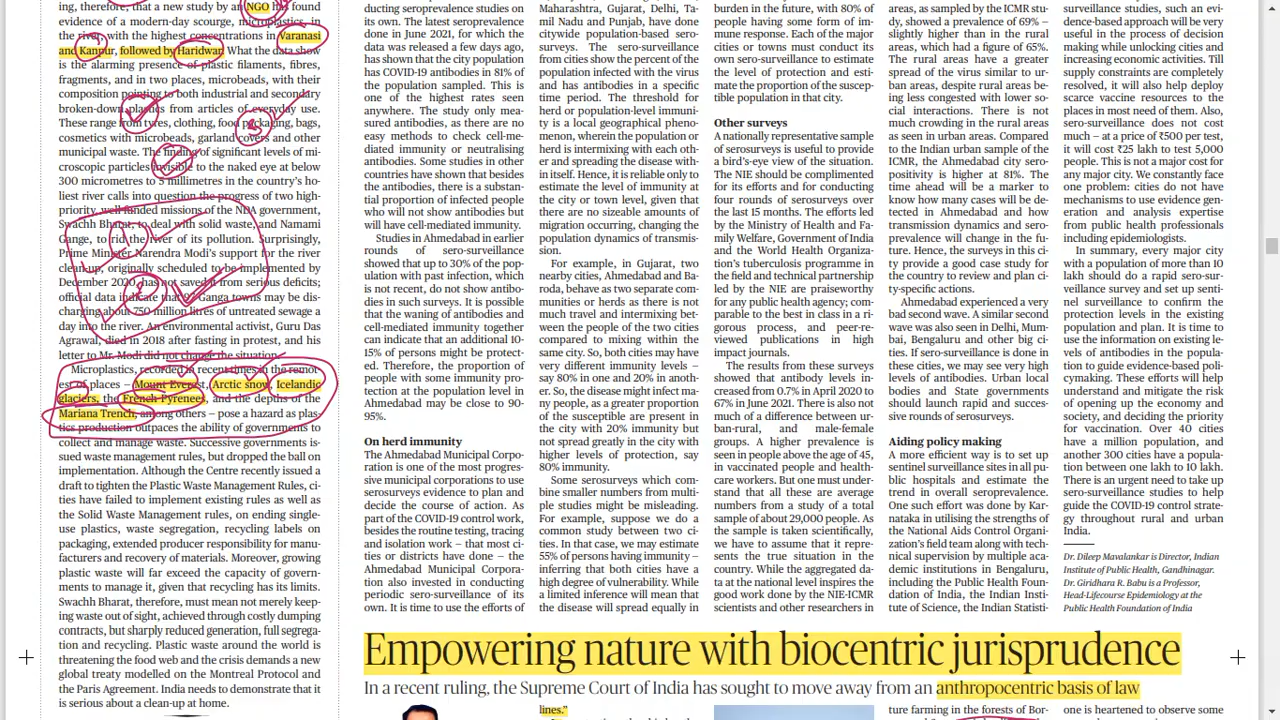 ing, therefore, that a new study by an NGO has found
evidence of a modern-day scourge, microplastics, in
the river, with the highest concentrations in Varanasi
and Kanpur, followed by Haridwar. What the data show
is the alarming presence of plastic filaments, fibres,
fragments, and in two places, microbeads, with their
composition pointing to both industrial and secondary
broken-down plastics from articles of everyday use.
These range from tyres, clothing, food packaging, bags,
cosmetics with microbeads, garland covers and other
municipal waste. The finding of significant levels of mi-
croscopic particles invisible to the naked eye at below
300 micrometres to 5 millimetres in the country's ho-
liest river calls into question the progress of two high-
priority, well funded missions of the NDA government,
Swachh Bharat, to deal with solid waste, and Namami
Gange, to rid the river of its pollution. Surprisingly,
Prime Minister Narendra Modi's support for the river
clean-up, originally scheduled to be implemented by
December 2020, has not saved it from serious deficits;
official data indicate that 97 Ganga towns may be dis-
charging about 750 million litres of untreated sewage a
day into the river. An environmental activist, Guru Das
Agrawal, died in 2018 after fasting in protest, and his
letter to Mr. Modi did not change the situation.
Microplastics, recorded in recent times in the remot-
est of places – Mount Everest, Arctic snow, Icelandic
glaciers, the French Pyrenees, and the depths of the
Mariana Trench, among others – pose a hazard as plas-
tics production outpaces the ability of governments to
collect and manage waste. Successive governments is-
sued waste management rules, but dropped the ball on
implementation. Although the Centre recently issued a
draft to tighten the Plastic Waste Management Rules, ci-
ties have failed to implement existing rules as well as
the Solid Waste Management rules, on ending single-
use plastics, waste segregation, recycling labels on
packaging, extended producer responsibility for manu-
facturers and recovery of materials. Moreover, growing
plastic waste will far exceed the capacity of govern-
ments to manage it, given that recycling has its limits.
Swachh Bharat, therefore, must mean not merely keep-
ing waste out of sight, achieved through costly dumping
contracts, but sharply reduced generation, full segrega-
tion and recycling. Plastic waste around the world is
threatening the food web and the crisis demands a new
global treaty modelled on the Montreal Protocol and
the Paris Agreement. India needs to demonstrate that it
is serious about a clean-up at home.
ducting seroprevalence studies on
its own. The latest seroprevalence
done in June 2021, for which the
data was released a few days ago,
has shown that the city population
has COVID-19 antibodies in 81% of
the population sampled. This is
one of the highest rates seen
anywhere. The study only mea-
sured antibodies, as there are no
easy methods to check cell-me-
diated immunity or neutralising
antibodies. Some studies in other
countries have shown that besides
the antibodies, there is a substan-
tial proportion of infected people
who will not show antibodies but
will have cell-mediated immunity.
Studies in Ahmedabad in earlier
rounds of sero-surveillance
showed that up to 30% of the pop-
ulation with past infection, which
is not recent, do not show antibo-
dies in such surveys. It is possible
that the waning of antibodies and
cell-mediated immunity together
can indicate that an additional 10-
15% of persons might be protect-
ed. Therefore, the proportion of
people with some immunity pro-
tection at the population level in
Ahmedabad may be close to 90-
95%.
On herd immunity
The Ahmedabad Municipal Corpo-
ration is one of the most progres-
sive municipal corporations to use
serosurveys evidence to plan and
decide the course of action. As
part of the COVID-19 control work,
besides the routine testing, tracing
and isolation work – that most ci-
ties or districts have done – the
Ahmedabad Municipal Corpora-
tion also invested in conducting
periodic sero-surveillance of its
own. It is time to use the efforts of
Maharashtra, Gujarat, Delhi, Ta-
mil Nadu and Punjab, have done
citywide population-based sero-
surveys. The sero-surveillance
from cities show the percent of the
population infected with the virus
and has antibodies in a specific
time period. The threshold for
herd or population-level immuni-
ty is a local geographical pheno-
menon, wherein the population or
herd is intermixing with each oth-
er and spreading the disease with-
in itself. Hence, it is reliable only to
estimate the level of immunity at
the city or town level, given that
there are no sizeable amounts of
migration occurring, changing the
population dynamics of transmis-
sion.
For example, in Gujarat, two
nearby cities, Ahmedabad and Ba-
roda, behave as two separate com-
munities or herds as there is not
much travel and intermixing bet-
ween the people of the two cities
compared to mixing within the
same city. So, both cities may have
very different immunity levels –
say 80% in one and 20% in anoth-
er. So, the disease might infect ma-
ny people, as a greater proportion
of the susceptible are present in
the city with 20% immunity but
not spread greatly in the city with
higher levels of protection, say
80% immunity.
Some serosurveys which com-
bine smaller numbers from multi-
ple studies might be misleading.
For example, suppose we do a
common study between two ci-
ties. In that case, we may estimate
55% of persons having immunity –
inferring that both cities have a
high degree of vulnerability. While
a limited inference will mean that
the disease will spread equally in
burden in the future, with 80% of
people having some form of im-
mune response. Each of the major
cities or towns must conduct its
own sero-surveillance to estimate
the level of protection and esti-
mate the proportion of the suscep-
tible population in that city.
Other surveys
A nationally representative sample
of serosurveys is useful to provide
a bird's-eye view of the situation.
The NIE should be complimented
for its efforts and for conducting
four rounds of serosurveys over
the last 15 months. The efforts led
by the Ministry of Health and Fa-
mily Welfare, Government of India
and the World Health Organiza-
tion's tuberculosis programme in
the field and technical partnership
led by the NIE are praiseworthy
for any public health agency; com-
parable to the best in class in a ri-
gorous process, and peer-re-
viewed publications in high
impact journals.
The results from these surveys
showed that antibody levels in-
creased from 0.7% in April 2020 to
67% in June 2021. There is also not
much of a difference between ur-
ban-rural, and male-female
groups. A higher prevalence is
seen in people above the age of 45,
in vaccinated people and health-
care workers. But one must under-
stand that all these are average
numbers from a study of a total
sample of about 29,000 people. As
the sample is taken scientifically,
we have to assume that it repre-
sents the true situation in the
country. While the aggregated da-
ta at the national level inspires the
good work done by the NIE-ICMR
scientists and other researchers in
areas, as sampled by the ICMR stu-
dy, showed a prevalence of 69% –
slightly higher than in the rural
areas, which had a figure of 65%.
The rural areas have a greater
spread of the virus similar to ur-
ban areas, despite rural areas be-
ing less congested with lower so-
cial interactions. There is not
much crowding in the rural areas
as seen in urban areas. Compared
to the Indian urban sample of the
ICMR, the Ahmedabad city sero-
positivity is higher at 81%. The
time ahead will be a marker to
know how many cases will be de-
tected in Ahmedabad and how
transmission dynamics and sero-
prevalence will change in the fu-
ture. Hence, the surveys in this ci-
ty provide a good case study for
the country to review and plan ci-
ty-specific actions.
Ahmedabad experienced a very
bad second wave. A similar second
wave was also seen in Delhi, Mum-
bai, Bengaluru and other big ci-
ties. If sero-surveillance is done in
these cities, we may see very high
levels of antibodies. Urban local
bodies and State governments
should launch rapid and succes-
sive rounds of serosurveys.
Aiding policy making
A more efficient way is to set up
sentinel surveillance sites in all pu-
blic hospitals and estimate the
trend in overall seroprevalence.
One such effort was done by Kar-
nataka in utilising the strengths of
the National Aids Control Organi-
zation's field team along with tech-
nical supervision by multiple aca-
demic institutions in Bengaluru,
including the Public Health Foun-
dation of India, the Indian Insti-
tute of Science, the Indian Statisti-
surveillance studies, such an evi-
dence-based approach will be very
useful in the process of decision
making while unlocking cities and
increasing economic activities. Till
supply constraints are completely
resolved, it will also help deploy
scarce vaccine resources to the
places in most need of them. Also,
sero-surveillance does not cost
much – at a price of ₹500 per test,
it will cost ₹25 lakh to test 5,000
people. This is not a major cost for
any major city. We constantly face
one problem: cities do not have
mechanisms to use evidence gen-
eration and analysis expertise
from public health professionals
including epidemiologists.
In summary, every major city
with a population of more than 10
lakh should do a rapid sero-sur-
veillance survey and set up senti-
nel surveillance to confirm the
protection levels in the existing
population and plan. It is time to
use the information on existing le-
vels of antibodies in the popula-
tion to guide evidence-based poli-
cymaking. These efforts will help
understand and mitigate the risk
of opening up the economy and
society, and deciding the priority
for vaccination. Over 40 cities
have a million population, and
another 300 cities have a popula-
tion between one lakh to 10 lakh.
There is an urgent need to take up
sero-surveillance studies to help
guide the COVID-19 control strate-
gy throughout rural and urban
India.
Dr. Dileep Mavalankar is Director, Indian
Institute of Public Health, Gandhinagar.
Dr. Giridhara R. Babu is a Professor,
Head-Lifecourse Epidemiology at the
Public Health Foundation of India
Empowering nature with biocentric jurisprudence
In a recent ruling, the Supreme Court of India has sought to move away from an anthropocentric basis of law
lines."
ture farming in the forests of Bor-
one is heartened to observe some